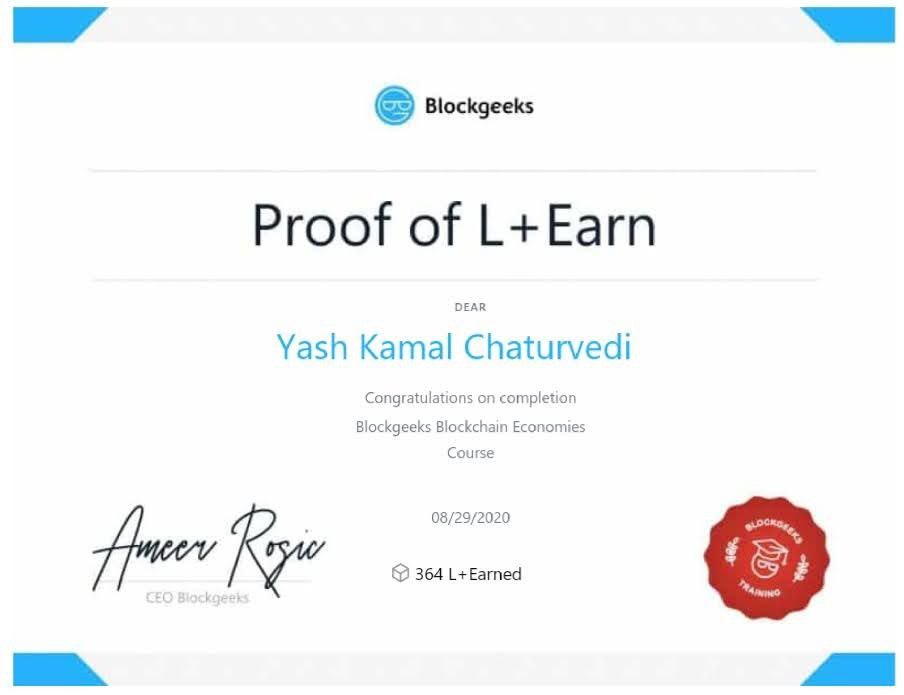 Blockgeeks
Proof of L+Earn
DEAR
Yash Kamal Chaturvedi
Congratulations on completion
Blockgeeks Blockchain Economies
Course
08/29/2020
Ameer Rosic
CEO Blockgeeks
364 L+Earned
BLOCKGEEKS
TRAINING